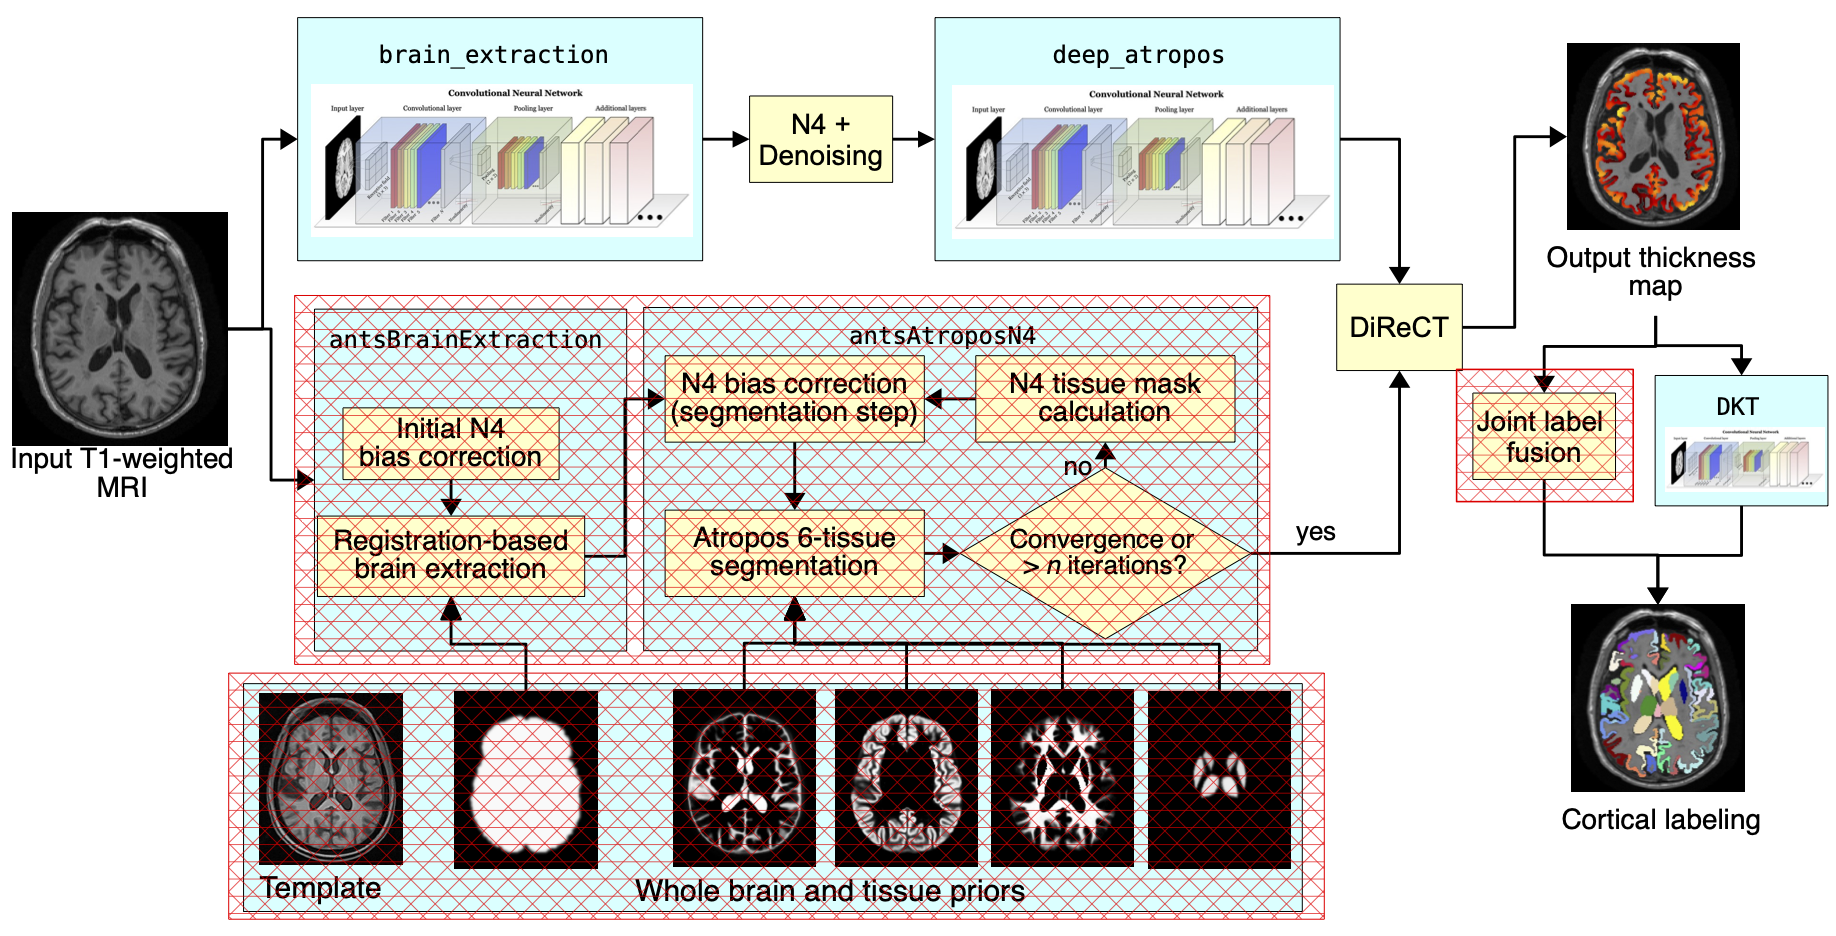 brain_extraction
Convolutional Neural Network
Input layer
Convolutional layer
Pooling layer
Additional layers
N4 +
Denoising
deep_atropos
Convolutional Neural Network
Input layer
Convolutional layer
Pooling layer
Additional layers
Output thickness
map
Input T1-weighted
MRI
antsBrainExtraction
Initial N4
bias correction
Registration-based
brain extraction
antsAtroposN4
N4 bias correction
(segmentation step)
N4 tissue mask
calculation
no
Atropos 6-tissue
segmentation
Convergence or
> n iterations?
yes
DiReCT
Joint label
fusion
DKT
Convolutional Neural Network
Cortical labeling
Template
Whole brain and tissue priors